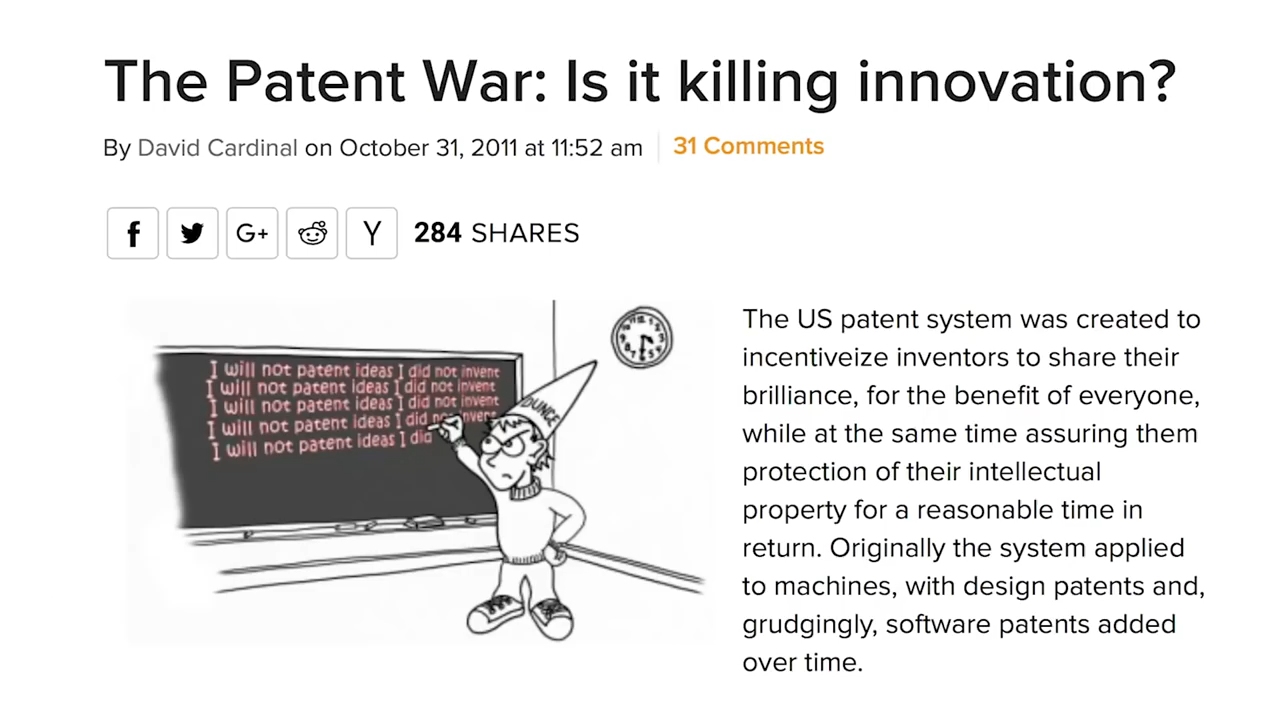 The Patent War: Is it killing innovation?
By David Cardinal on October 31, 2011 at 11:52 am
31 Comments
f
G+
Y
284 SHARES
I will not patent ideas I did not invent
I will not patent ideas I did not invent
I will not patent ideas I did not invent
I will not patent ideas I did not invent
I will not patent ideas I did
DUNCE
The US patent system was created to
incentiveize inventors to share their
brilliance, for the benefit of everyone,
while at the same time assuring them
protection of their intellectual
property for a reasonable time in
return. Originally the system applied
to machines, with design patents and,
grudgingly, software patents added
over time.